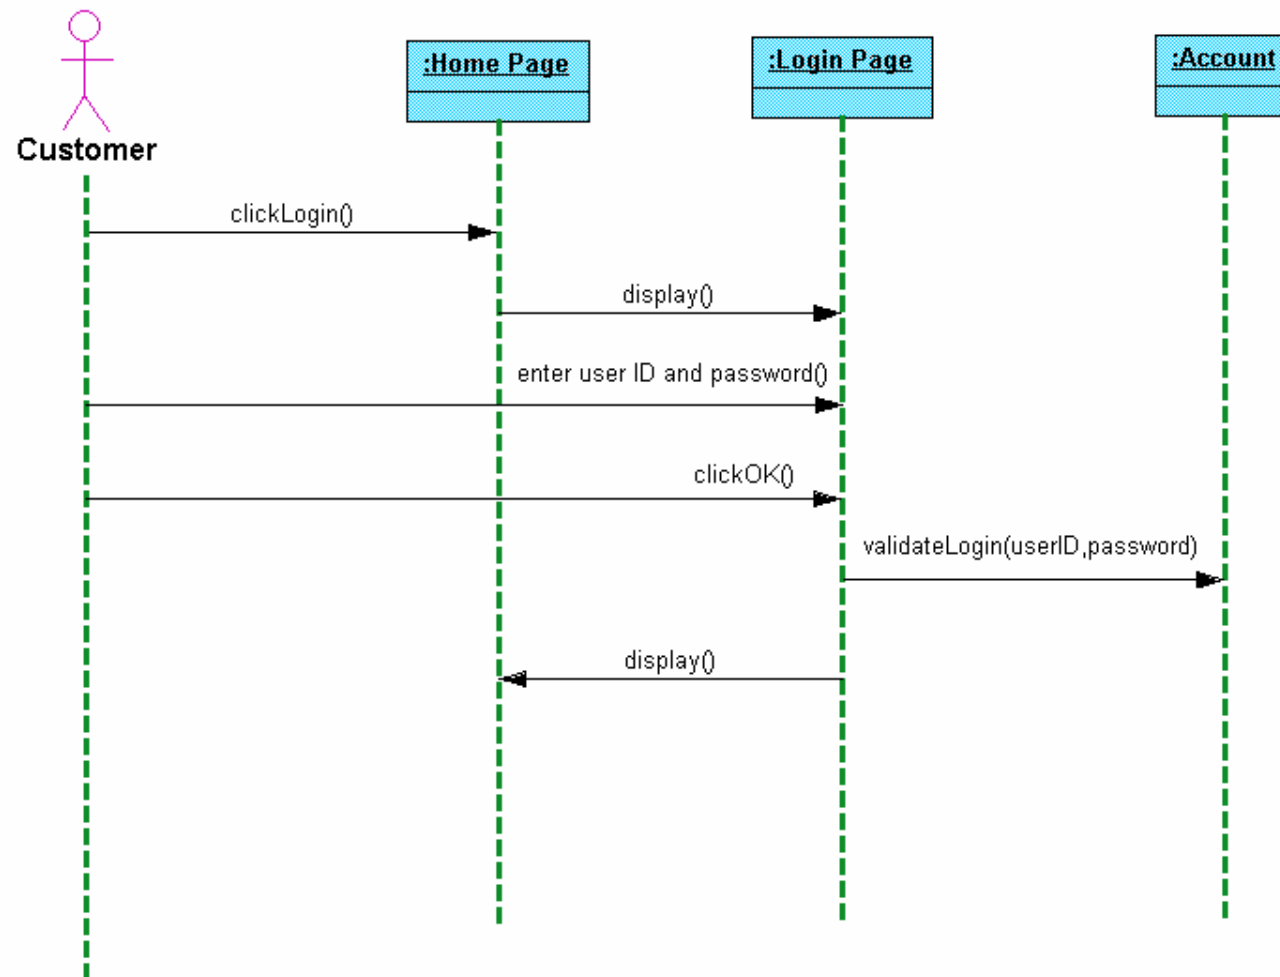 :Home Page
:Login Page
:Account
Customer
clickLogin()
display()
enter user ID and password()
clickOK()
validateLogin(userID,password)
display()